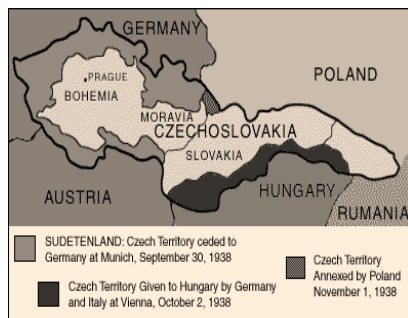 GERMANY
POLAND
PRAGUE
BOHEMIA
MORAVIA
CZECHOSLOVAKIA
SLOVAKIA
AUSTRIA
HUNGARY
RUMANIA
SUDETENLAND: Czech Territory ceded to
Germany at Munich, September 30, 1938
Czech Territory Given to Hungary by Germany
and Italy at Vienna, October 2, 1938
Czech Territory
Annexed by Poland
November 1, 1938